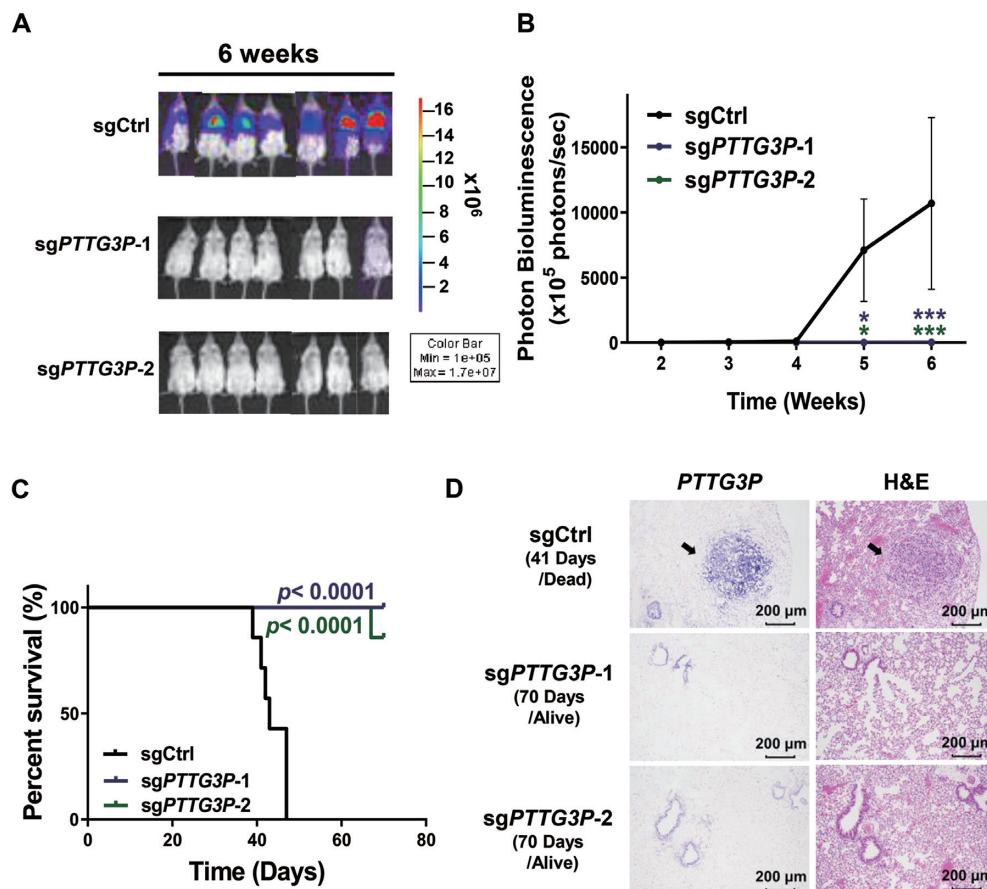 A
6 weeks
sgCtrl
sgPTTG3P-1
sgPTTG3P-2
16
14
12
10
8
6
4
2
x10⁶
Color Bar
Min = 1e+05
Max = 1.7e+07
B
Photon Bioluminescence
(x10⁵ photons/sec)
15000
10000
5000
0
sgCtrl
sgPTTG3P-1
sgPTTG3P-2
* ***
* ***
2 3 4 5 6
Time (Weeks)
C
Percent survival (%)
100
50
0
p< 0.0001
p< 0.0001
sgCtrl
sgPTTG3P-1
sgPTTG3P-2
0 20 40 60 80
Time (Days)
D
PTTG3P H&E
sgCtrl
(41 Days
/Dead)
200 µm 200 µm
sgPTTG3P-1
(70 Days
/Alive)
200 µm 200 µm
sgPTTG3P-2
(70 Days
/Alive)
200 µm 200 µm